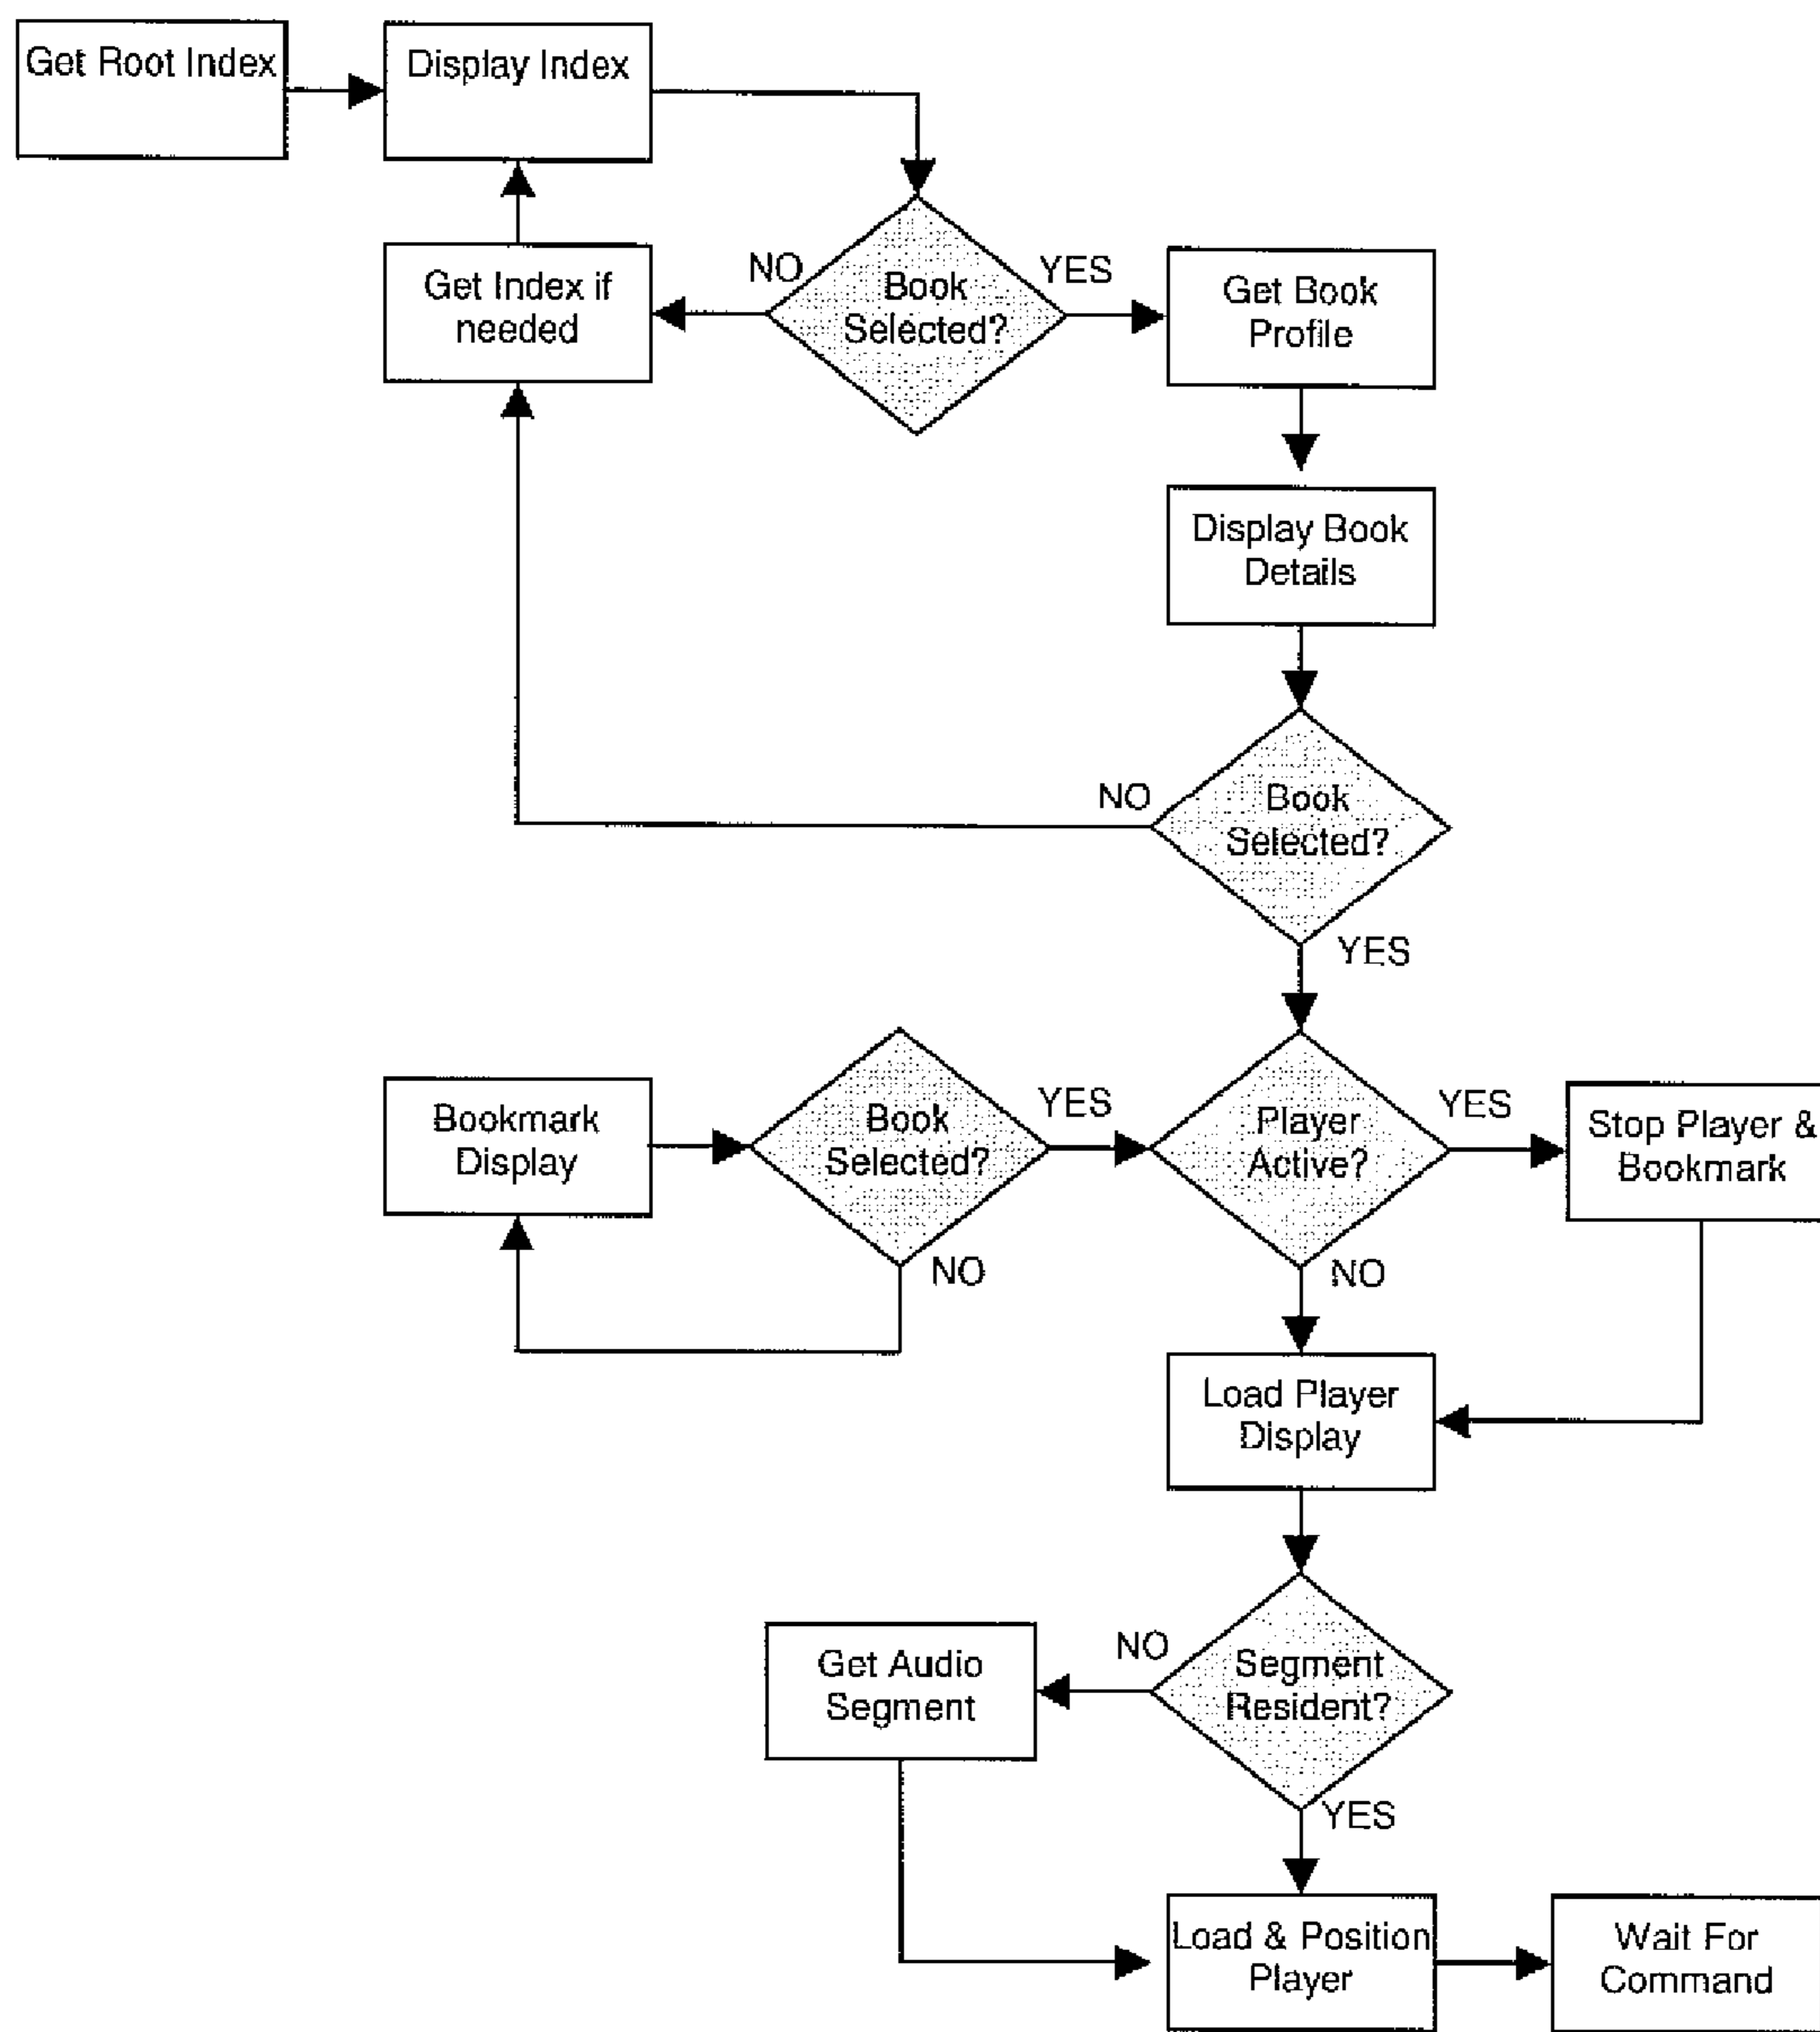 Get Root Index
Display Index
Get Index if
needed
NO
Book
Selected?
YES
Get Book
Profile
Display Book
Details
NO
Book
Selected?
YES
Bookmark
Display
Book
Selected?
YES
NO
Player
Active?
YES
NO
Stop Player &
Bookmark
Load Player
Display
Get Audio
Segment
NO
Segment
Resident?
YES
Load & Position
Player
Wait For
Command